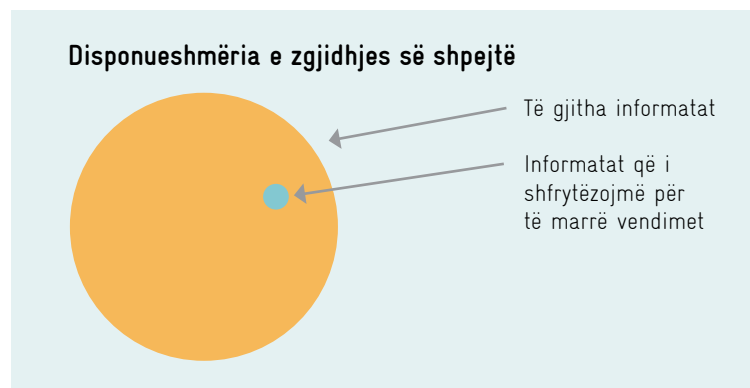 Disponueshmëria e zgjidhjes së shpejtë
Të gjitha informatat
Informatat që i
shfrytëzojmë për
të marrë vendimet